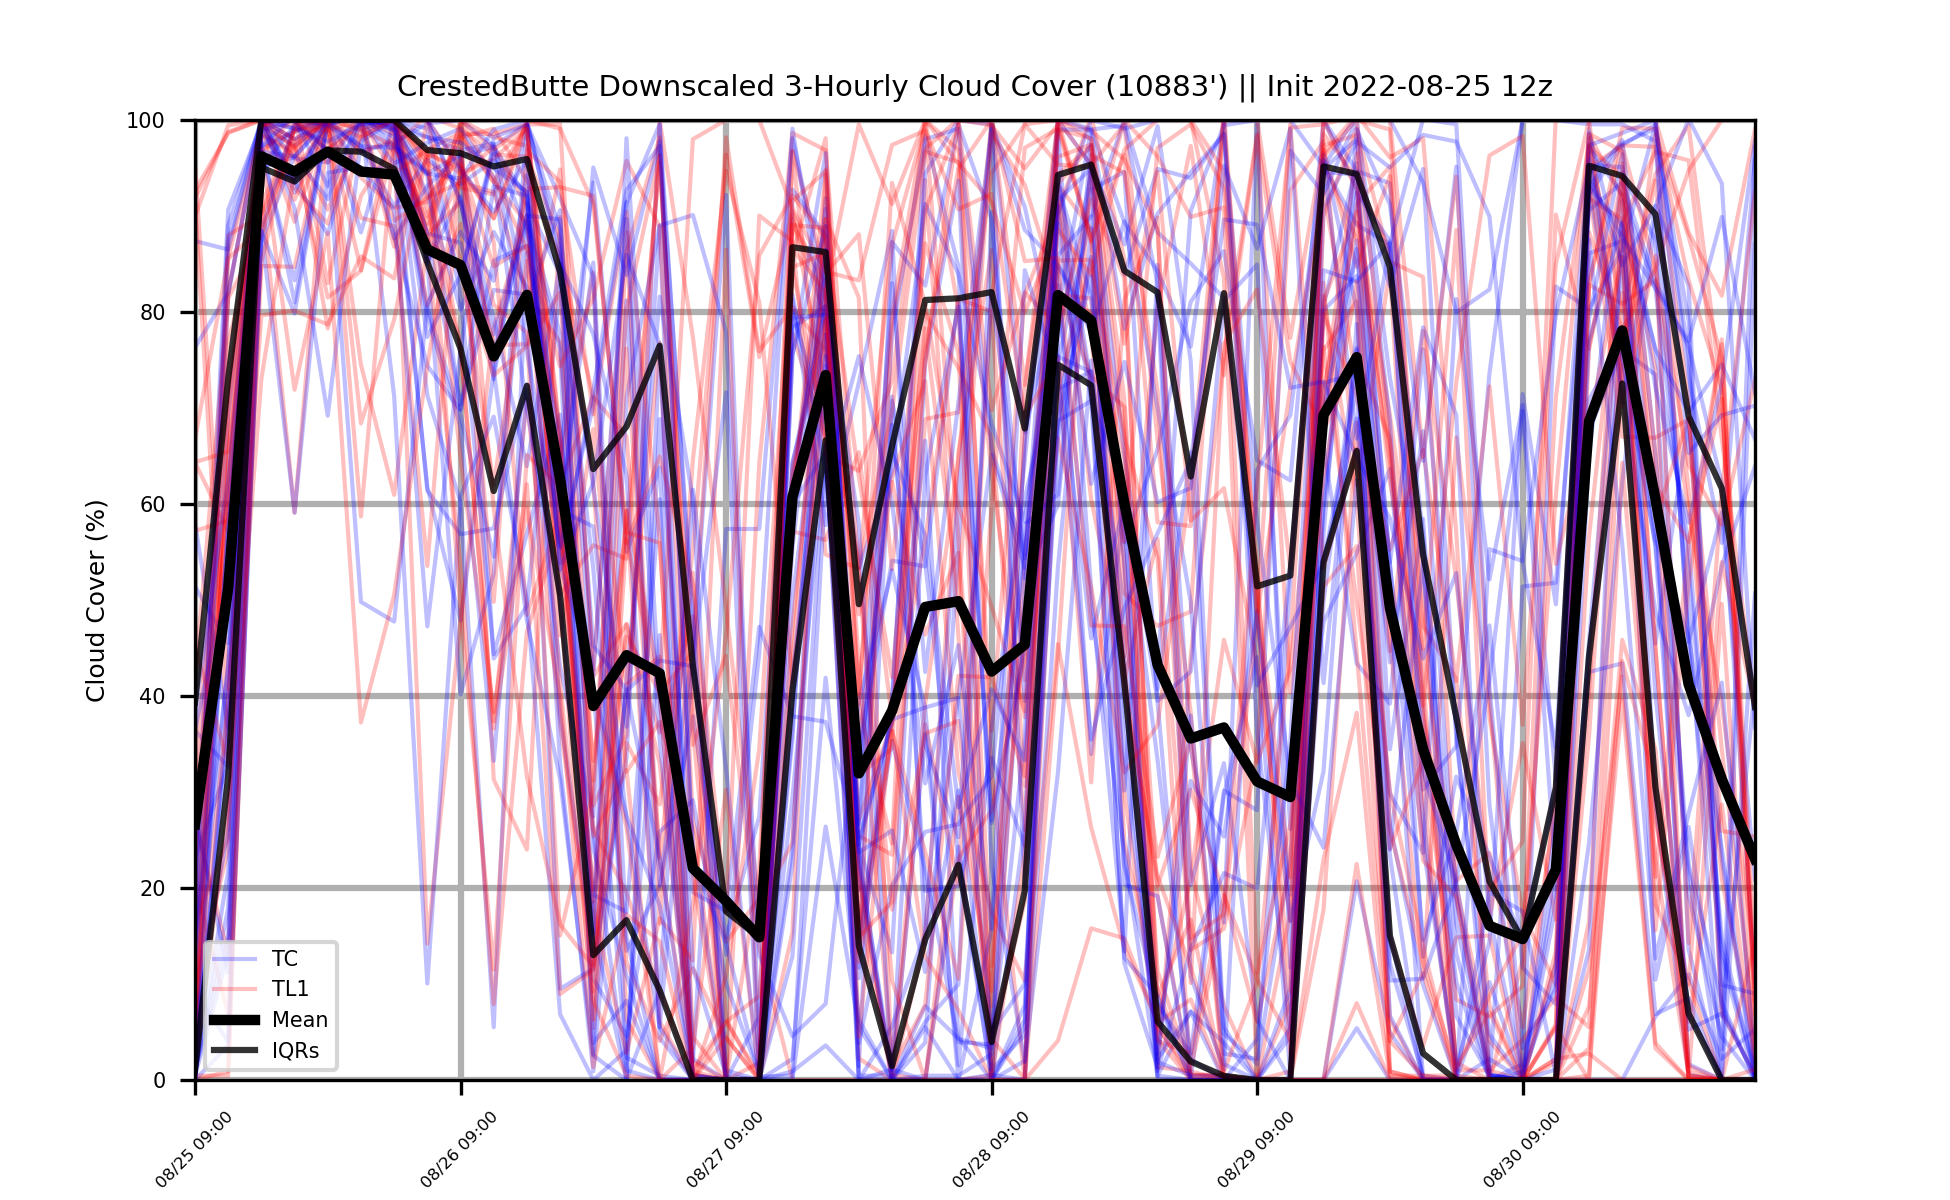 CrestedButte Downscaled 3-Hourly Cloud Cover (10883') || Init 2022-08-25 12z
Cloud Cover (%)
100
80
60
40
20
0
TC
TL1
Mean
IQRs
08/25 09:00
08/26 09:00
08/27 09:00
08/28 09:00
08/29 09:00
08/30 09:00